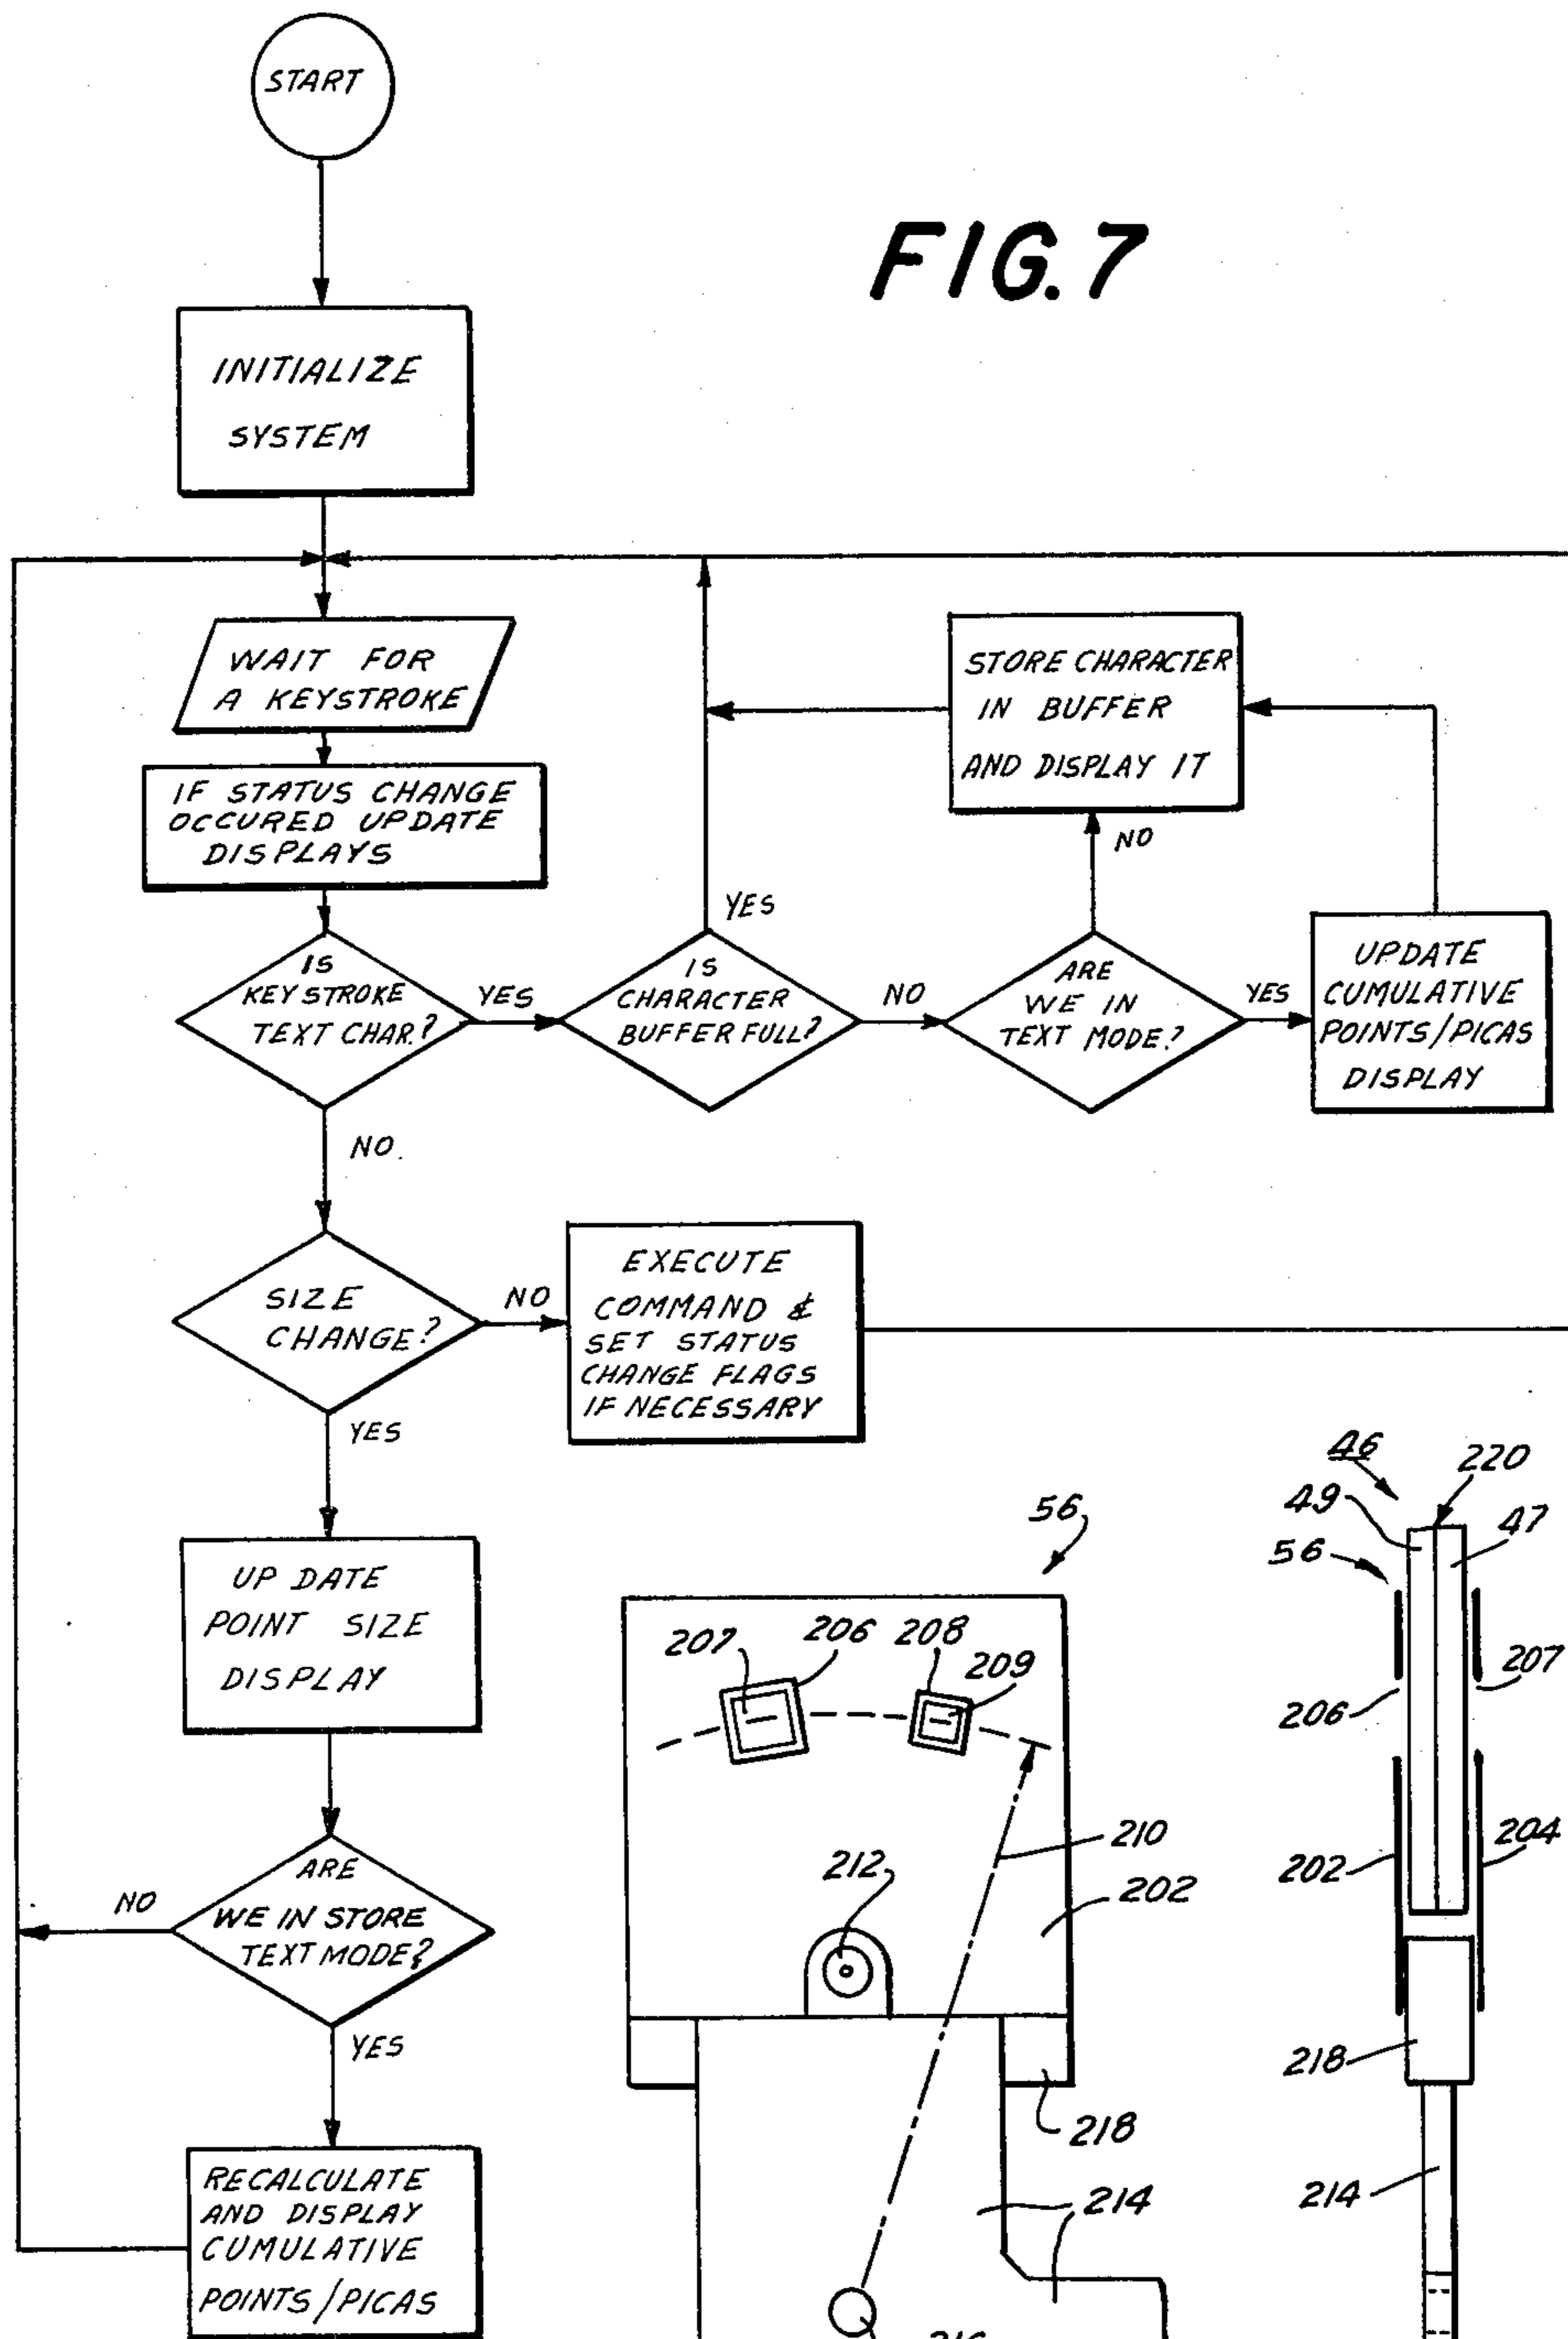 START
FIG. 7
INITIALIZE
SYSTEM
WAIT FOR
A KEYSTROKE
IF STATUS CHANGE
OCCURED UPDATE
DISPLAYS
IS
KEYSTROKE
TEXT CHAR.?
YES
IS
CHARACTER
BUFFER FULL?
YES
NO
ARE
WE IN
TEXT MODE?
NO
YES
STORE CHARACTER
IN BUFFER
AND DISPLAY IT
UPDATE
CUMULATIVE
POINTS/PICAS
DISPLAY
NO
SIZE
CHANGE?
NO
EXECUTE
COMMAND &
SET STATUS
CHANGE FLAGS
IF NECESSARY
YES
UP DATE
POINT SIZE
DISPLAY
ARE
WE IN STORE
TEXT MODE?
NO
YES
RECALCULATE
AND DISPLAY
CUMULATIVE
POINTS/PICAS
56
207
206
208
209
210
212
202
218
214
46
220
49
47
56
207
206
204
202
218
214